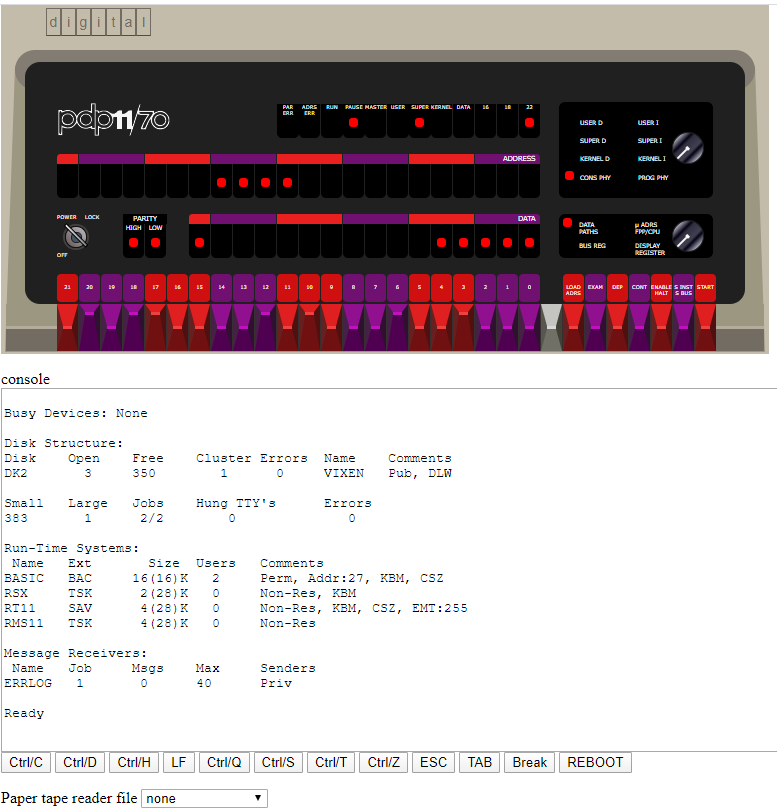 digital
pdp11/70
PAR ERR ADRS ERR RUN PAUSE MASTER USER SUPER KERNEL DATA 16 18 22
USER D USER I
SUPER D SUPER I
KERNEL D KERNEL I
CONS PHY PROG PHY
ADDRESS
POWER LOCK
OFF
PARITY
HIGH LOW
DATA
DATA PATHS µ ADRS FPP/CPU
BUS REG DISPLAY REGISTER
21 20 19 18 17 16 15 14 13 12 11 10 9 8 7 6 5 4 3 2 1 0
LOAD ADRS EXAM DEP CONT ENABLE HALT S INST S BUS START
console
Busy Devices: None
Disk Structure:
Disk Open Free Cluster Errors Name Comments
DK2 3 350 1 0 VIXEN Pub, DLW
Small Large Jobs Hung TTY's Errors
383 1 2/2 0 0
Run-Time Systems:
Name Ext Size Users Comments
BASIC BAC 16(16)K 2 Perm, Addr:27, KBM, CSZ
RSX TSK 2(28)K 0 Non-Res, KBM
RT11 SAV 4(28)K 0 Non-Res, KBM, CSZ, EMT:255
RMS11 TSK 4(28)K 0 Non-Res
Message Receivers:
Name Job Msgs Max Senders
ERRLOG 1 0 40 Priv
Ready
Ctrl/C Ctrl/D Ctrl/H LF Ctrl/Q Ctrl/S Ctrl/T Ctrl/Z ESC TAB Break REBOOT
Paper tape reader file none